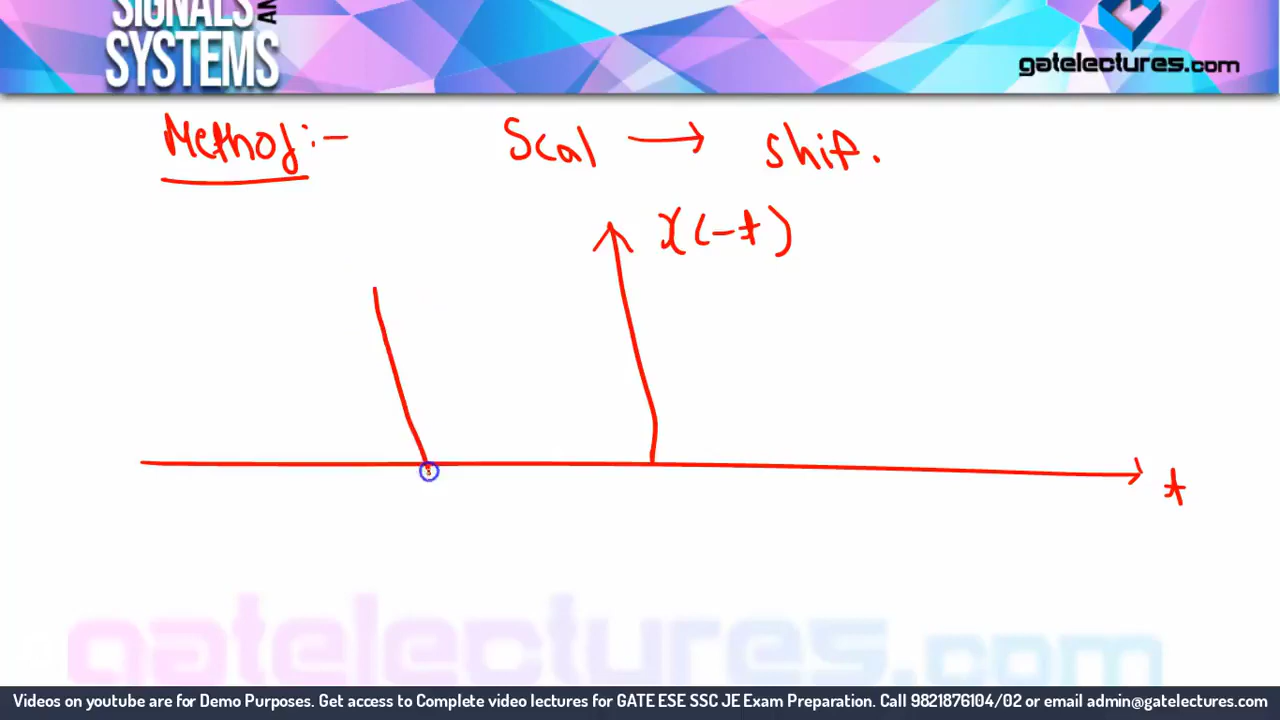 SIGNALS AND
SYSTEMS
gatelectures.com
Method:- Scal → shif.
x(-t)
t
gatelectures.com
Videos on youtube are for Demo Purposes. Get access to Complete video lectures for GATE ESE SSC JE Exam Preparation. Call 9821876104/02 or email admin@gatelectures.com